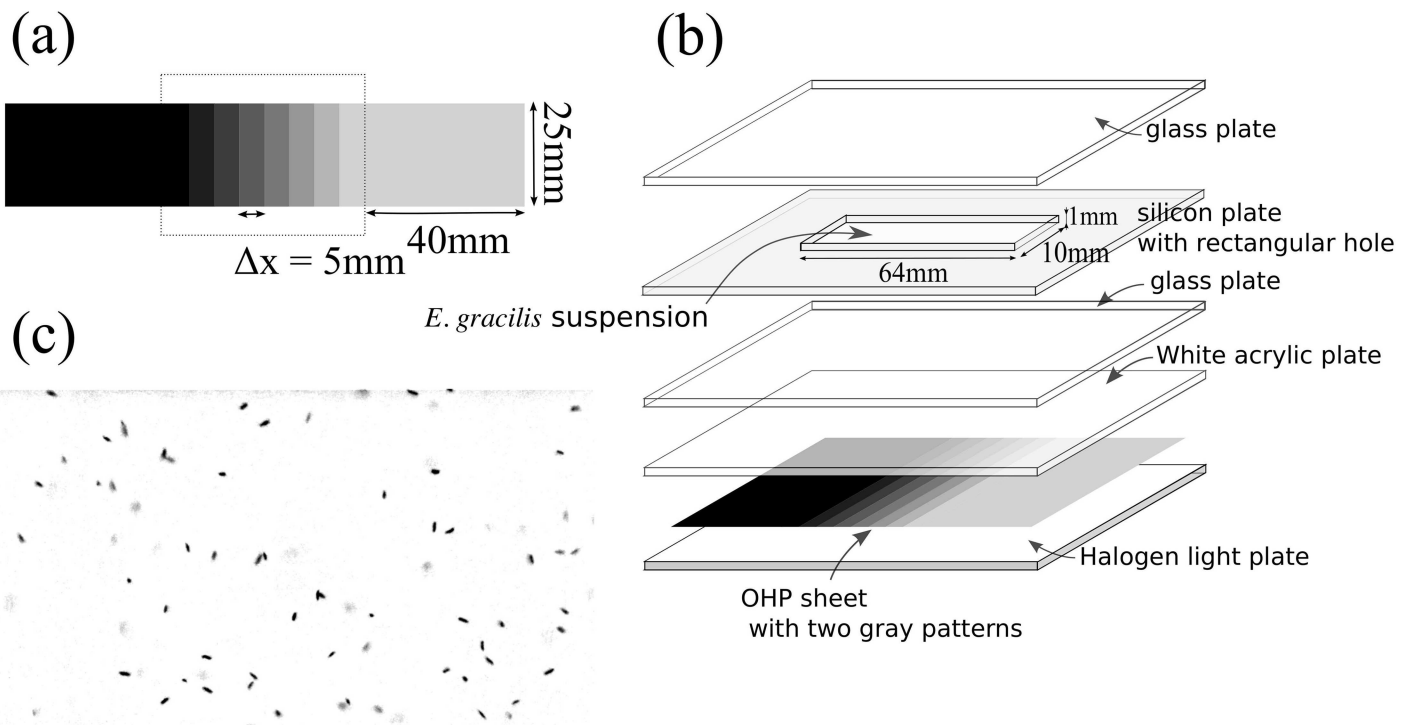 (a)
25mm
40mm
Δx = 5mm
(b)
glass plate
silicon plate
with rectangular hole
1mm
10mm
64mm
E. gracilis suspension
glass plate
White acrylic plate
Halogen light plate
OHP sheet
with two gray patterns
(c)